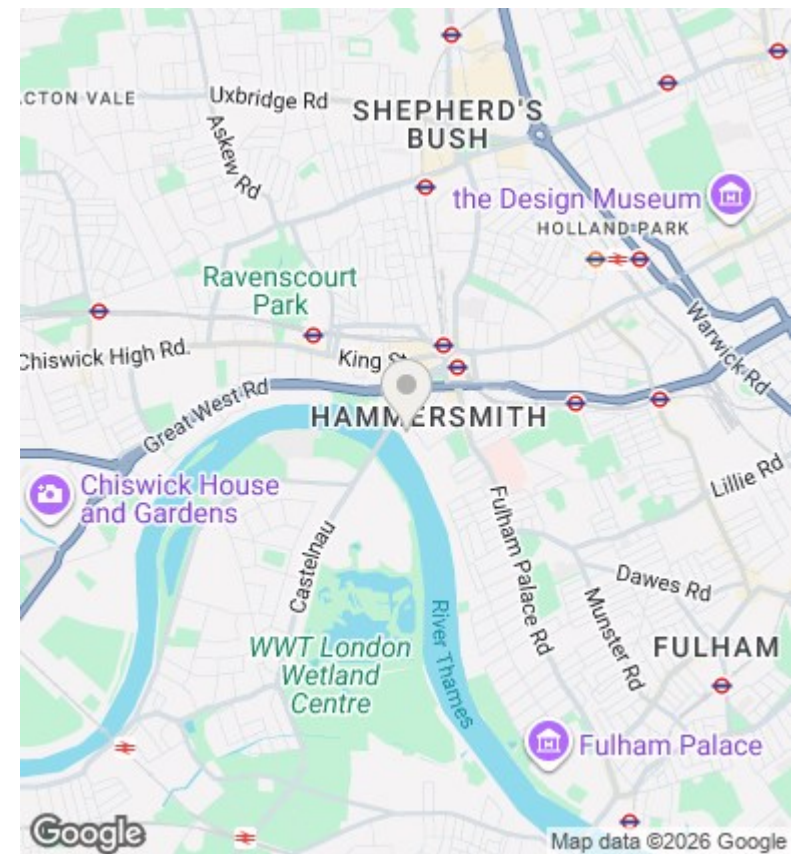 ACTON VALE
Uxbridge Rd
SHEPHERD'S
BUSH
Askew Rd
the Design Museum
HOLLAND PARK
Ravenscourt
Park
Warwick Rd
Chiswick High Rd.
King St
Great West Rd
HAMMERSMITH
Lillie Rd
Chiswick House
and Gardens
Fulham Palace Rd
Castelnau
Dawes Rd
Munster Rd
River Thames
WWT London
Wetland
Centre
FULHAM
Fulham Palace
Google
Map data ©2026 Google